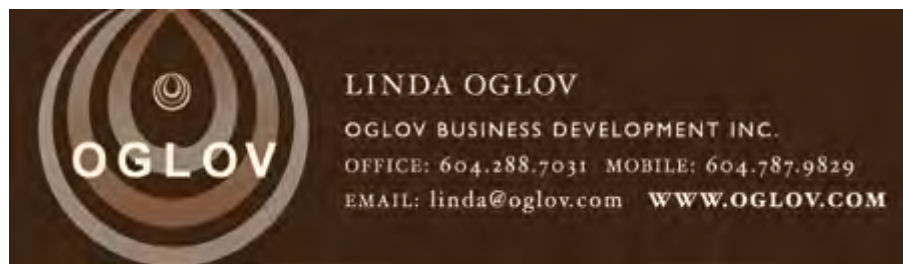 OGLOV
LINDA OGLOV
OGLOV BUSINESS DEVELOPMENT INC.
OFFICE: 604.288.7031 MOBILE: 604.787.9829
EMAIL: linda@oglov.com WWW.OGLOV.COM